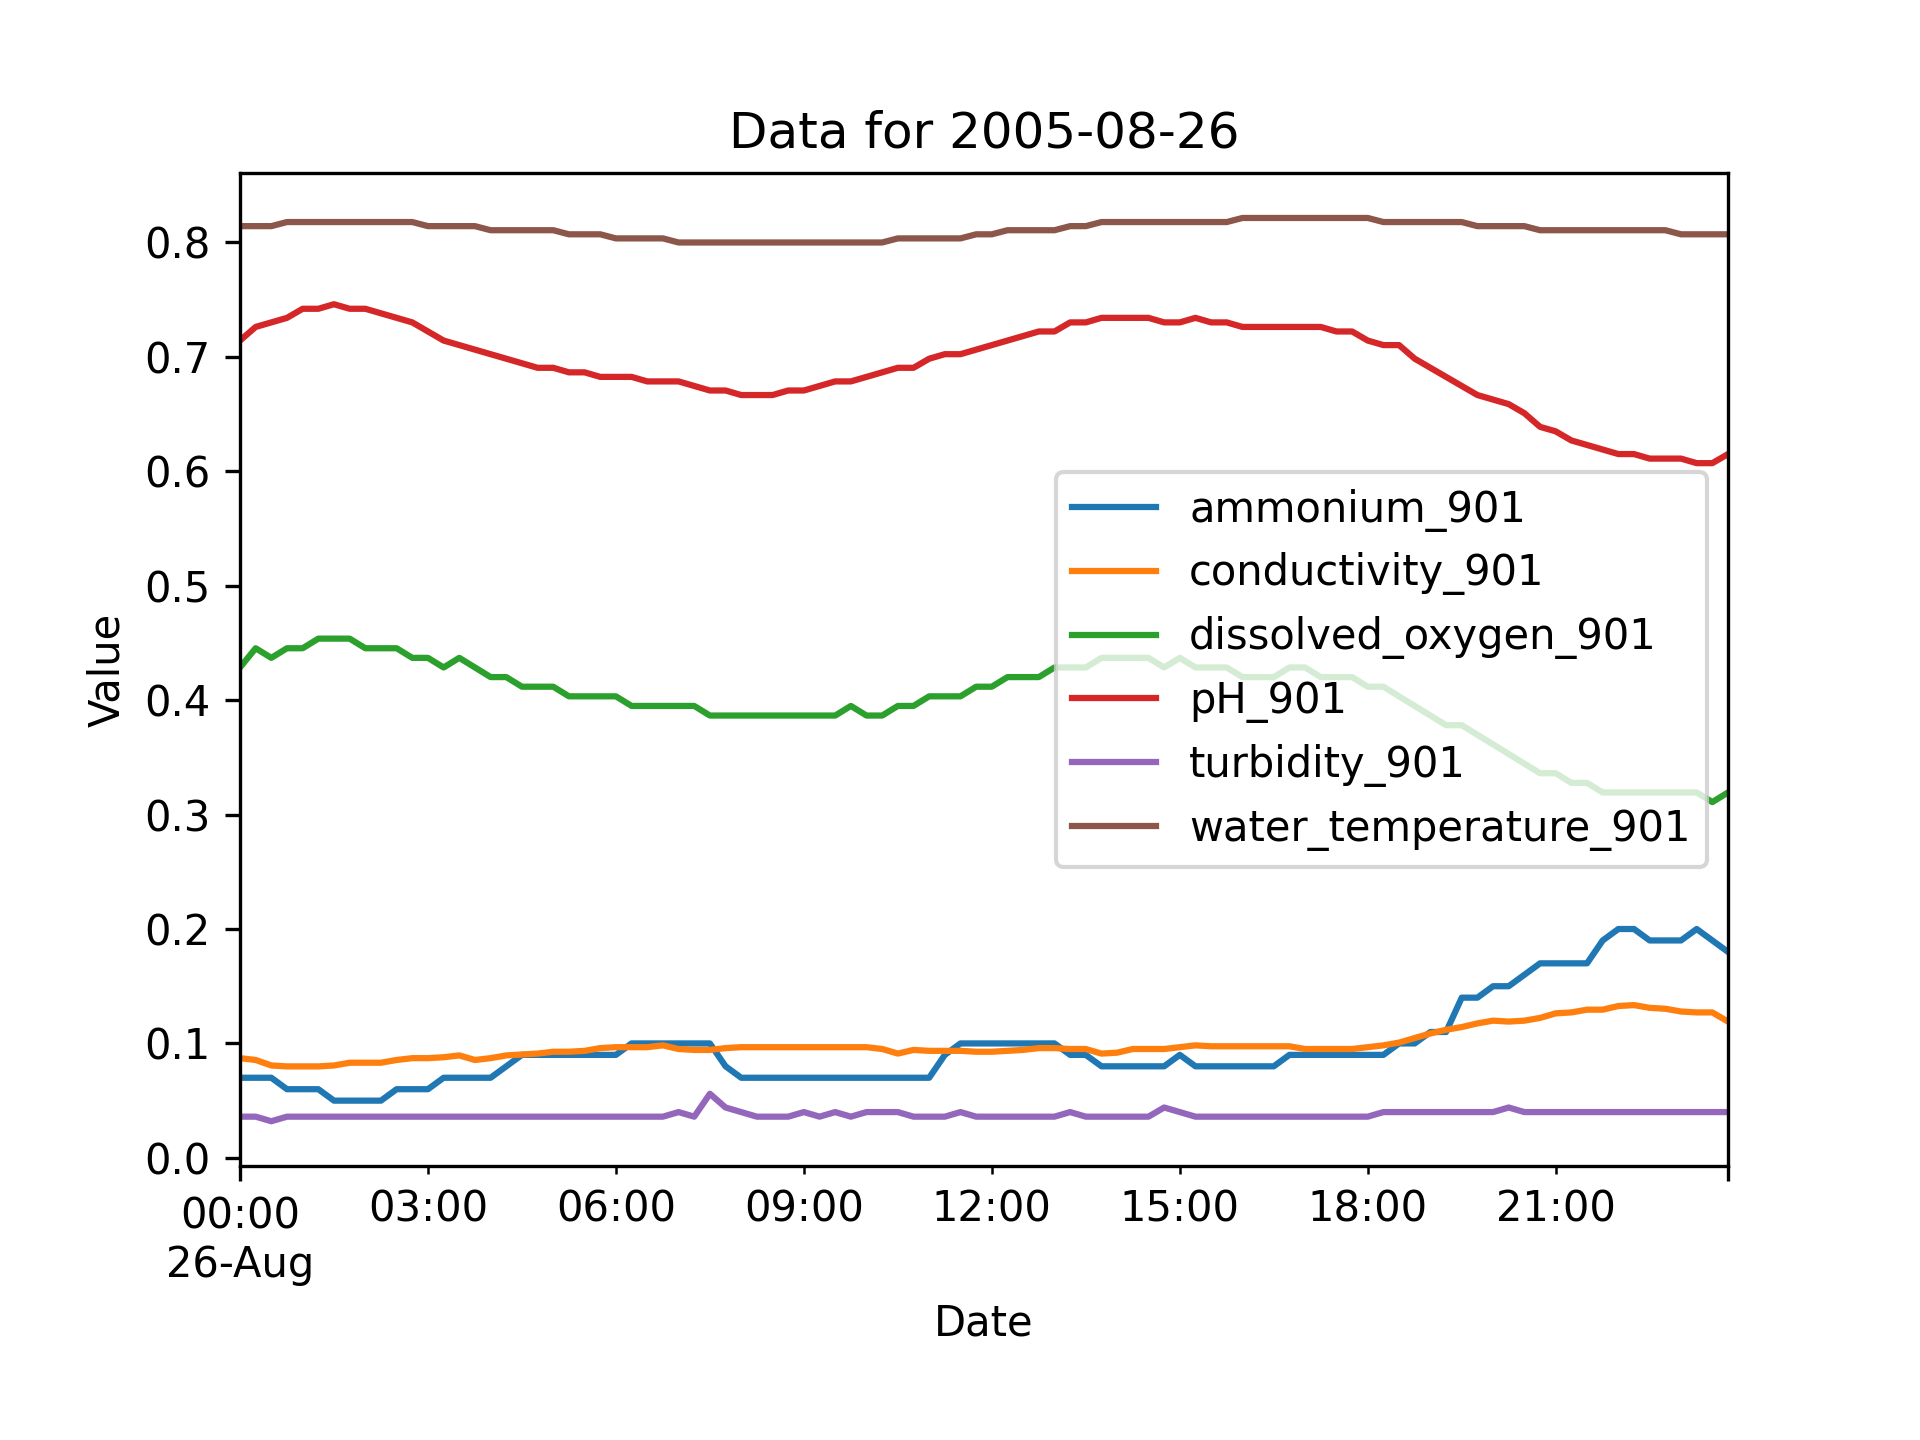 Data for 2005-08-26
0.8
0.7
0.6
0.5
0.4
0.3
0.2
0.1
0.0
Value
ammonium_901
conductivity_901
dissolved_oxygen_901
pH_901
turbidity_901
water_temperature_901
00:00 03:00 06:00 09:00 12:00 15:00 18:00 21:00
26-Aug
Date